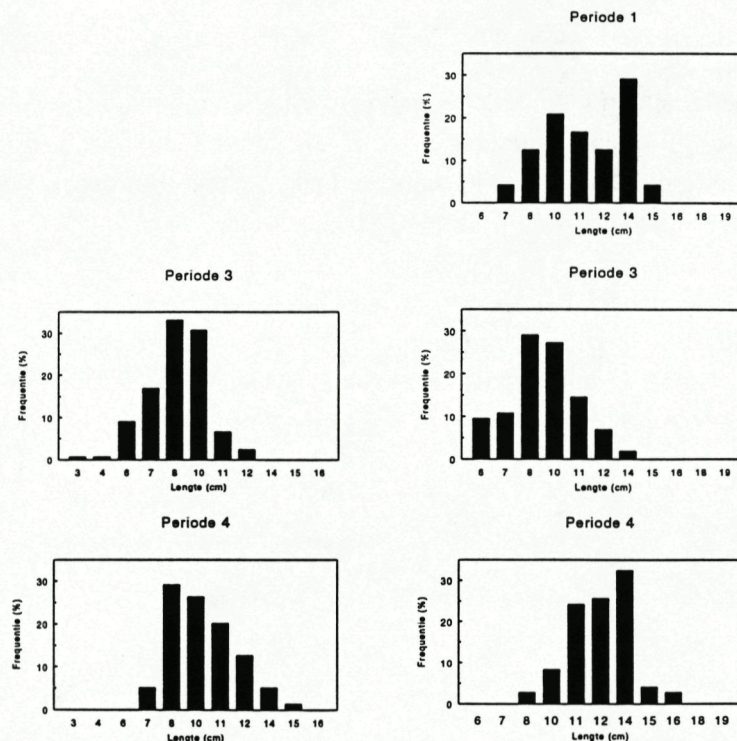 Periode 1
Frequentie (%)
30
20
10
0
6 7 8 10 11 12 14 15 16 18 19
Lengte (cm)
Periode 3
Frequentie (%)
30
20
10
0
3 4 6 7 8 10 11 12 14 15 16
Lengte (cm)
Periode 3
Frequentie (%)
30
20
10
0
6 7 8 10 11 12 14 15 16 18 19
Lengte (cm)
Periode 4
Frequentie (%)
30
20
10
0
3 4 6 7 8 10 11 12 14 15 16
Lengte (cm)
Periode 4
Frequentie (%)
30
20
10
0
6 7 8 10 11 12 14 15 16 18 19
Lengte (cm)